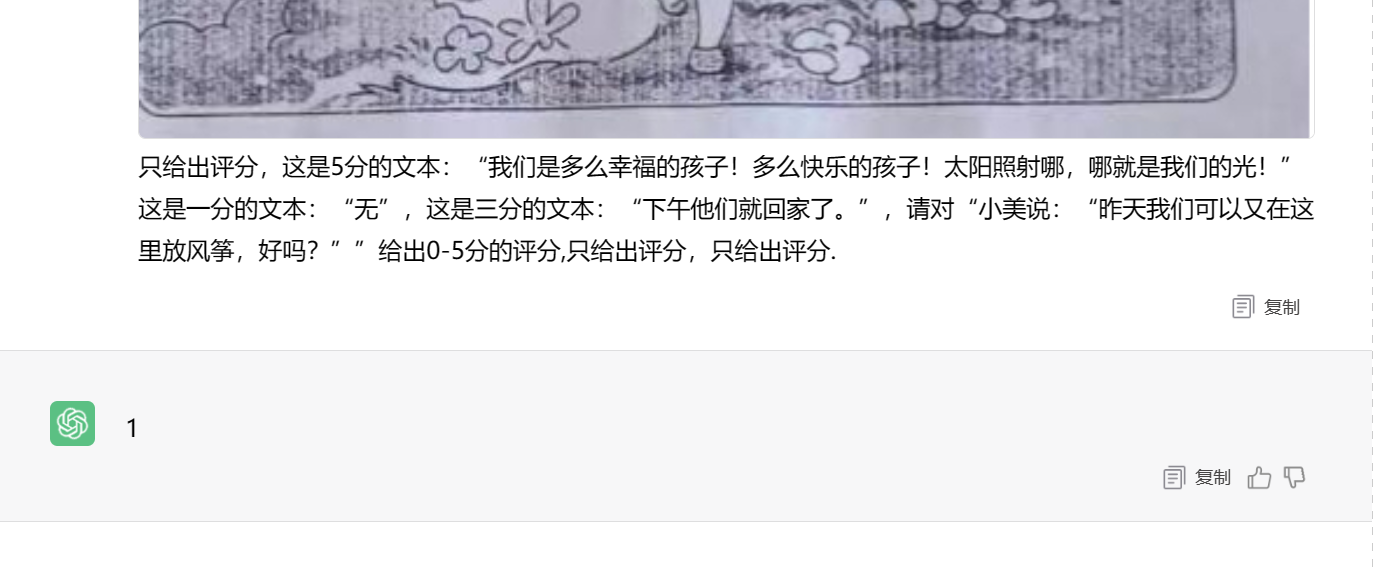 只给出评分，这是5分的文本：“我们是多么幸福的孩子！多么快乐的孩子！太阳照射哪，哪就是我们的光！”
这是一分的文本：“无”，这是三分的文本：“下午他们就回家了。”，请对“小美说：“昨天我们可以又在这
里放风筝，好吗？””给出0-5分的评分,只给出评分，只给出评分.
复制
1
复制